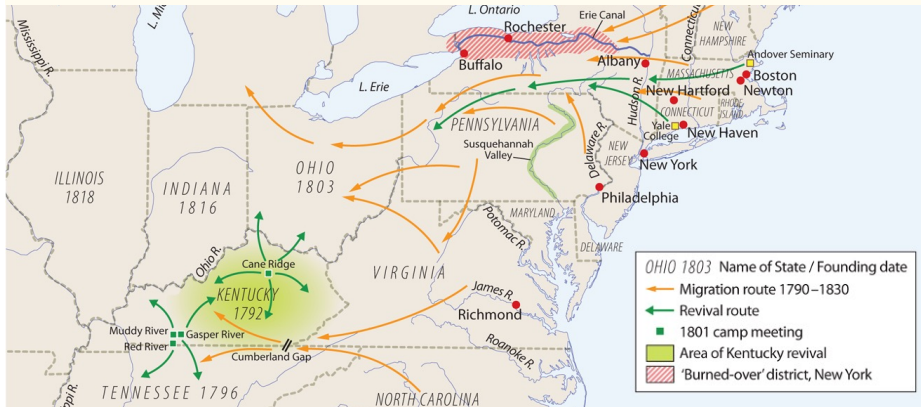 L. Ontario
Erie Canal
Rochester
Buffalo
Albany
L. Erie
L. Mi
Mississippi R.
Connecticut
NEW
HAMPSHIRE
Andover Seminary
MASSACHUSETTS
Boston
Newton
New Hartford
CONNECTICUT
RHODE
ISLAND
Yale
College
New Haven
Hudson R.
New York
NEW
JERSEY
Delaware R.
PENNSYLVANIA
Susquehannah
Valley
Philadelphia
MARYLAND
DELAWARE
Potomac R.
ILLINOIS
1818
INDIANA
1816
OHIO
1803
Ohio R.
Cane Ridge
KENTUCKY
1792
VIRGINIA
James R.
Richmond
Roanoke R.
Muddy River
Gasper River
Red River
Cumberland Gap
TENNESSEE 1796
NORTH CAROLINA
ppi R.
OHIO 1803 Name of State / Founding date
Migration route 1790–1830
Revival route
1801 camp meeting
Area of Kentucky revival
'Burned-over' district, New York